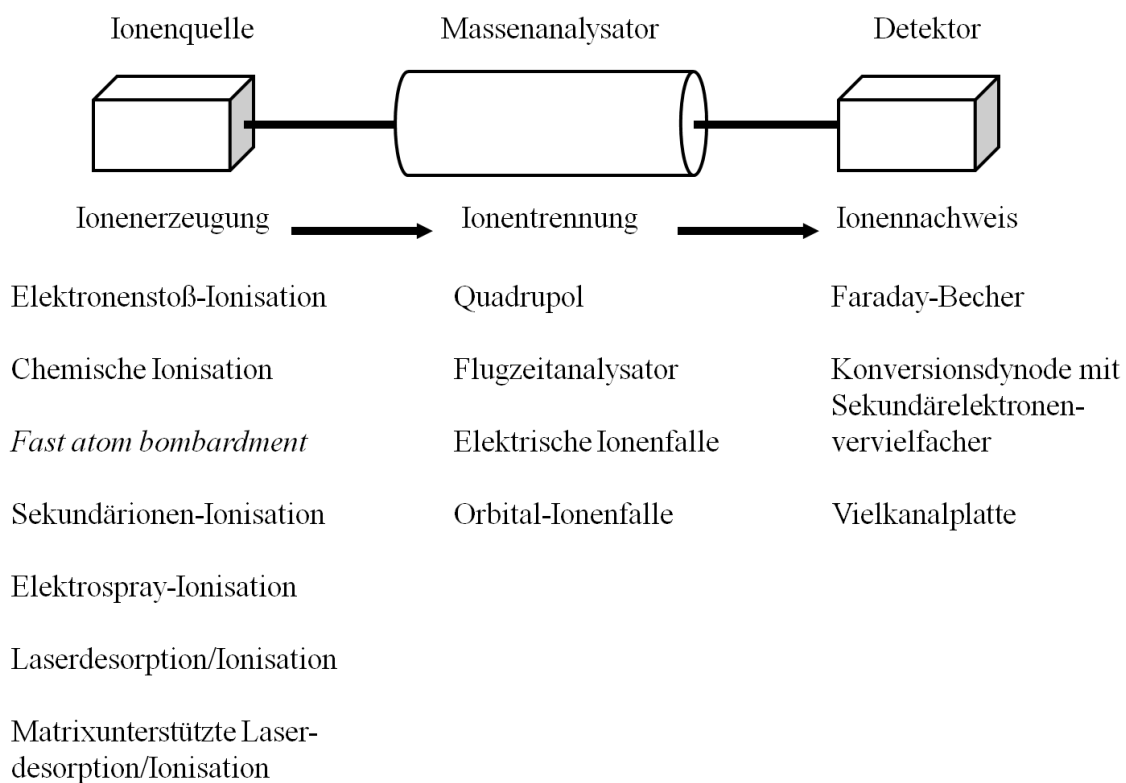 Ionenquelle
Massenanalysator
Detektor
Ionenerzeugung
Ionentrennung
Ionennachweis
Elektronenstoß-Ionisation
Chemische Ionisation
Fast atom bombardment
Sekundärionen-Ionisation
Elektrospray-Ionisation
Laserdesorption/Ionisation
Matrixunterstützte Laser-
desorption/Ionisation
Quadrupol
Flugzeitanalysator
Elektrische Ionenfalle
Orbital-Ionenfalle
Faraday-Becher
Konversionsdynode mit
Sekundärelektronen-
vervielfacher
Vielkanalplatte